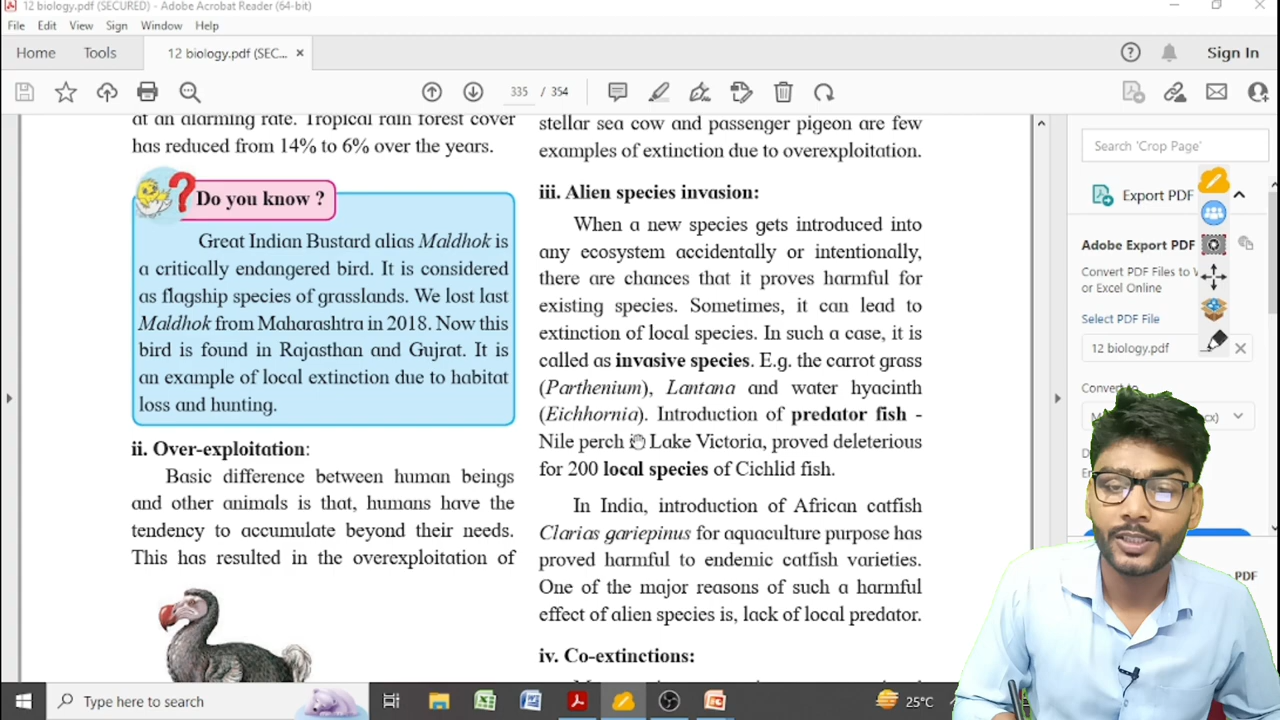 12 biology.pdf (SECURED) - Adobe Acrobat Reader (64-bit)
File Edit View Sign Window Help
Home Tools 12 biology.pdf (SEC... × Sign In
335 / 354
at an alarming rate. Tropical rain forest cover
has reduced from 14% to 6% over the years.
Do you know ?
Great Indian Bustard alias Maldhok is
a critically endangered bird. It is considered
as flagship species of grasslands. We lost last
Maldhok from Maharashtra in 2018. Now this
bird is found in Rajasthan and Gujrat. It is
an example of local extinction due to habitat
loss and hunting.
ii. Over-exploitation:
Basic difference between human beings
and other animals is that, humans have the
tendency to accumulate beyond their needs.
This has resulted in the overexploitation of
stellar sea cow and passenger pigeon are few
examples of extinction due to overexploitation.
iii. Alien species invasion:
When a new species gets introduced into
any ecosystem accidentally or intentionally,
there are chances that it proves harmful for
existing species. Sometimes, it can lead to
extinction of local species. In such a case, it is
called as invasive species. E.g. the carrot grass
(Parthenium), Lantana and water hyacinth
(Eichhornia). Introduction of predator fish -
Nile perch Lake Victoria, proved deleterious
for 200 local species of Cichlid fish.
In India, introduction of African catfish
Clarias gariepinus for aquaculture purpose has
proved harmful to endemic catfish varieties.
One of the major reasons of such a harmful
effect of alien species is, lack of local predator.
iv. Co-extinctions:
Search 'Crop Page'
Export PDF
Adobe Export PDF
Convert PDF Files to
or Excel Online
Select PDF File
12 biology.pdf
Convert to
PDF
Type here to search
25°C